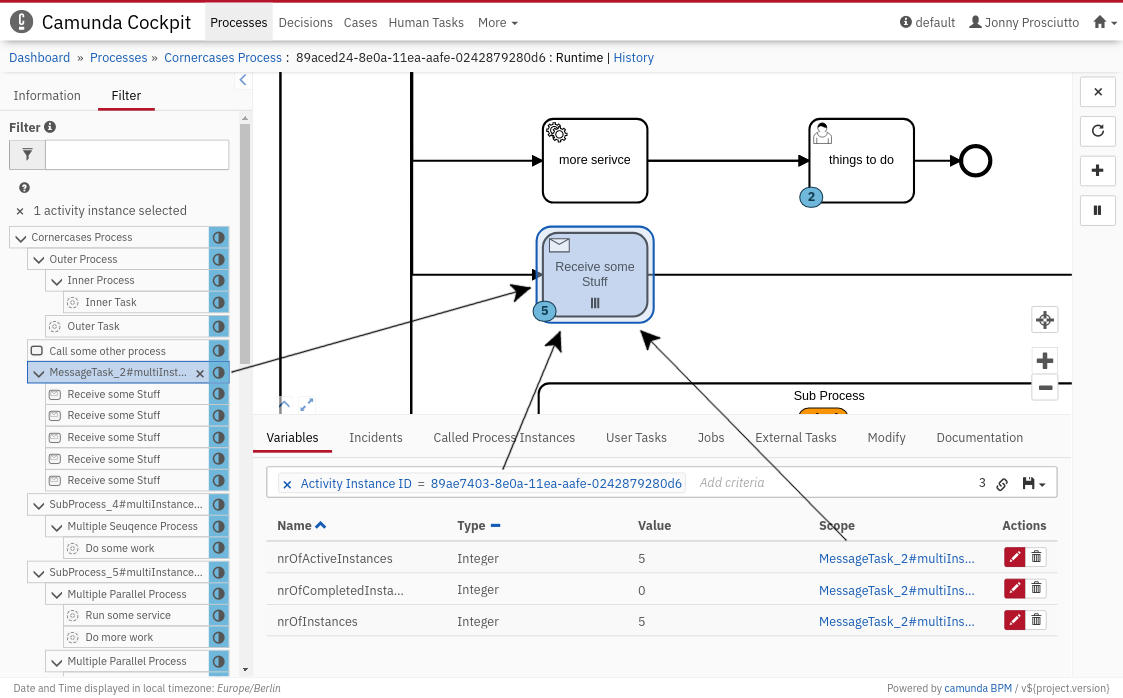 Camunda Cockpit
Processes Decisions Cases Human Tasks More
default Jonny Prosciutto
Dashboard » Processes » Cornercases Process : 89aced24-8e0a-11ea-aafe-0242879280d6 : Runtime | History
Information Filter
Filter
1 activity instance selected
Cornercases Process
Outer Process
Inner Process
Inner Task
Outer Task
Call some other process
MessageTask_2#multiInst...
Receive some Stuff
Receive some Stuff
Receive some Stuff
Receive some Stuff
Receive some Stuff
SubProcess_4#multiInstance...
Multiple Seuqence Process
Do some work
SubProcess_5#multiInstance...
Multiple Parallel Process
Run some service
Do more work
Multiple Parallel Process
more serivce
things to do
2
Receive some
Stuff
5
Sub Process
Variables Incidents Called Process Instances User Tasks Jobs External Tasks Modify Documentation
Activity Instance ID = 89ae7403-8e0a-11ea-aafe-0242879280d6 Add criteria 3
Name Type Value Scope Actions
nrOfActiveInstances Integer 5 MessageTask_2#multiIns...
nrOfCompletedInsta... Integer 0 MessageTask_2#multiIns...
nrOfInstances Integer 5 MessageTask_2#multiIns...
Date and Time displayed in local timezone: Europe/Berlin
Powered by camunda BPM / v${project.version}